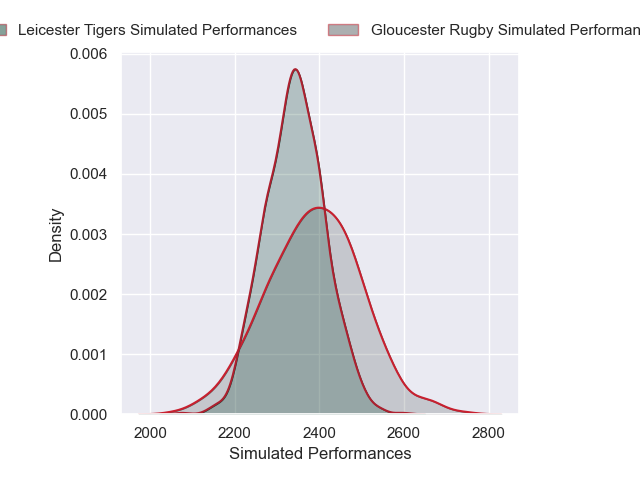 Leicester Tigers Simulated Performances Gloucester Rugby Simulated Performan
0.006
0.005
0.004
0.003
0.002
0.001
0.000
Density
2000 2200 2400 2600 2800
Simulated Performances